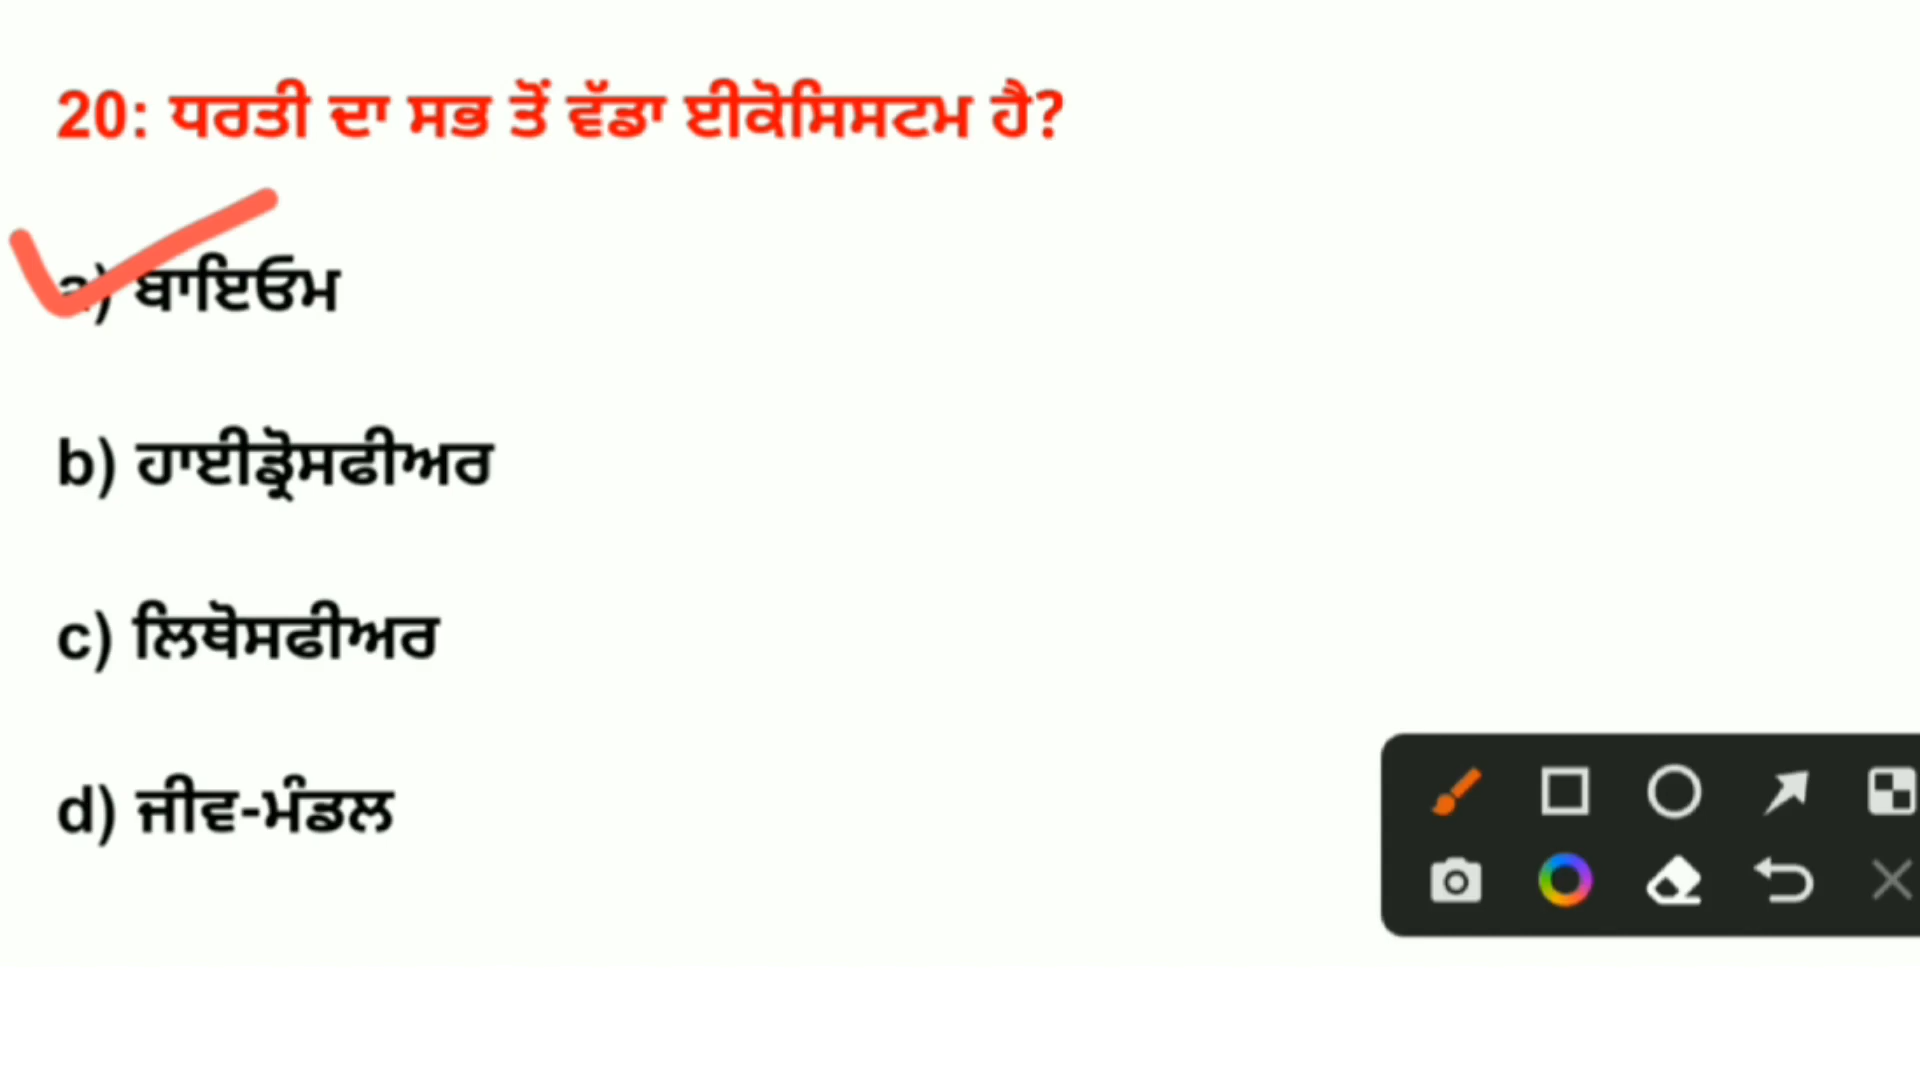 20: ਧਰਤੀ ਦਾ ਸਭ ਤੋਂ ਵੱਡਾ ਈਕੋਸਿਸਟਮ ਹੈ?
a) ਬਾਇਓਮ
b) ਹਾਈਡ੍ਰੋਸਫੀਅਰ
c) ਲਿਥੋਸਫੀਅਰ
d) ਜੀਵ-ਮੰਡਲ